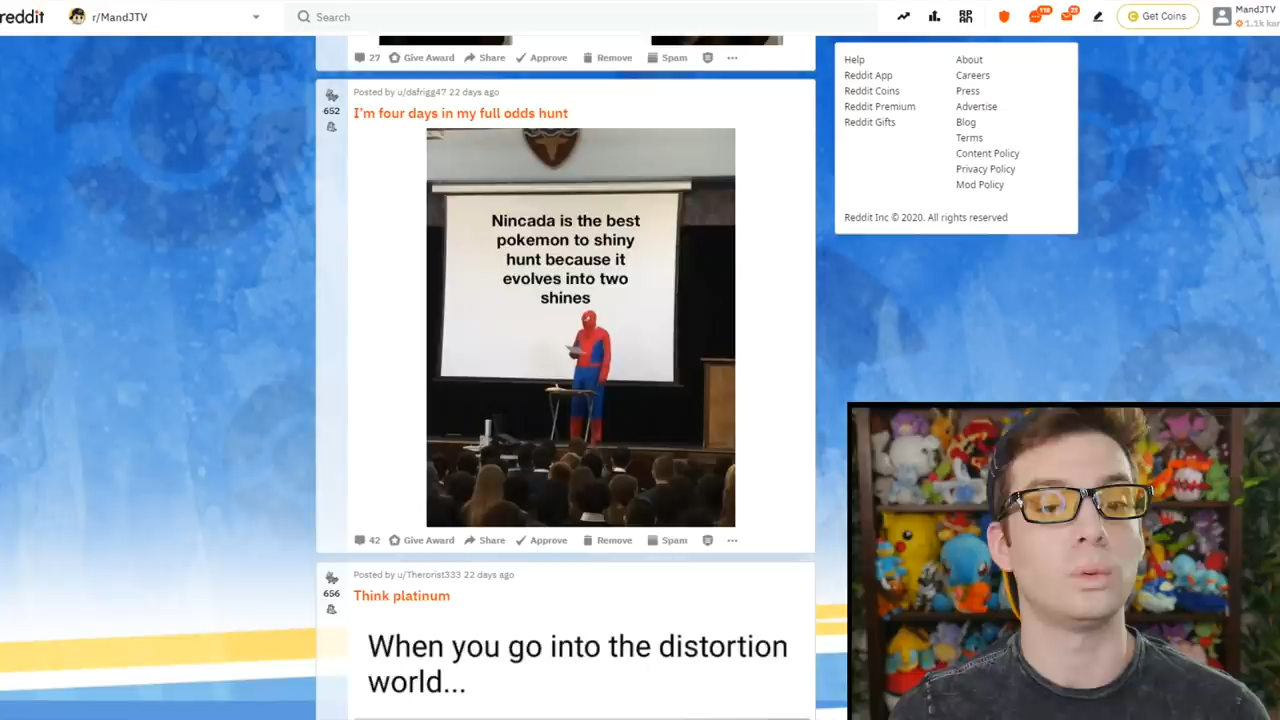 reddit
r/MandJTV
Search
Get Coins
MandJTV
27
Give Award
Share
Approve
Remove
Spam
Help
About
Reddit App
Careers
Reddit Coins
Press
Reddit Premium
Advertise
Reddit Gifts
Blog
Terms
Content Policy
Privacy Policy
Mod Policy
Reddit Inc © 2020. All rights reserved
Posted by u/dafrigg47 22 days ago
652
I'm four days in my full odds hunt
Nincada is the best
pokemon to shiny
hunt because it
evolves into two
shines
42
Give Award
Share
Approve
Remove
Spam
Posted by u/Therorist333 22 days ago
656
Think platinum
When you go into the distortion
world...